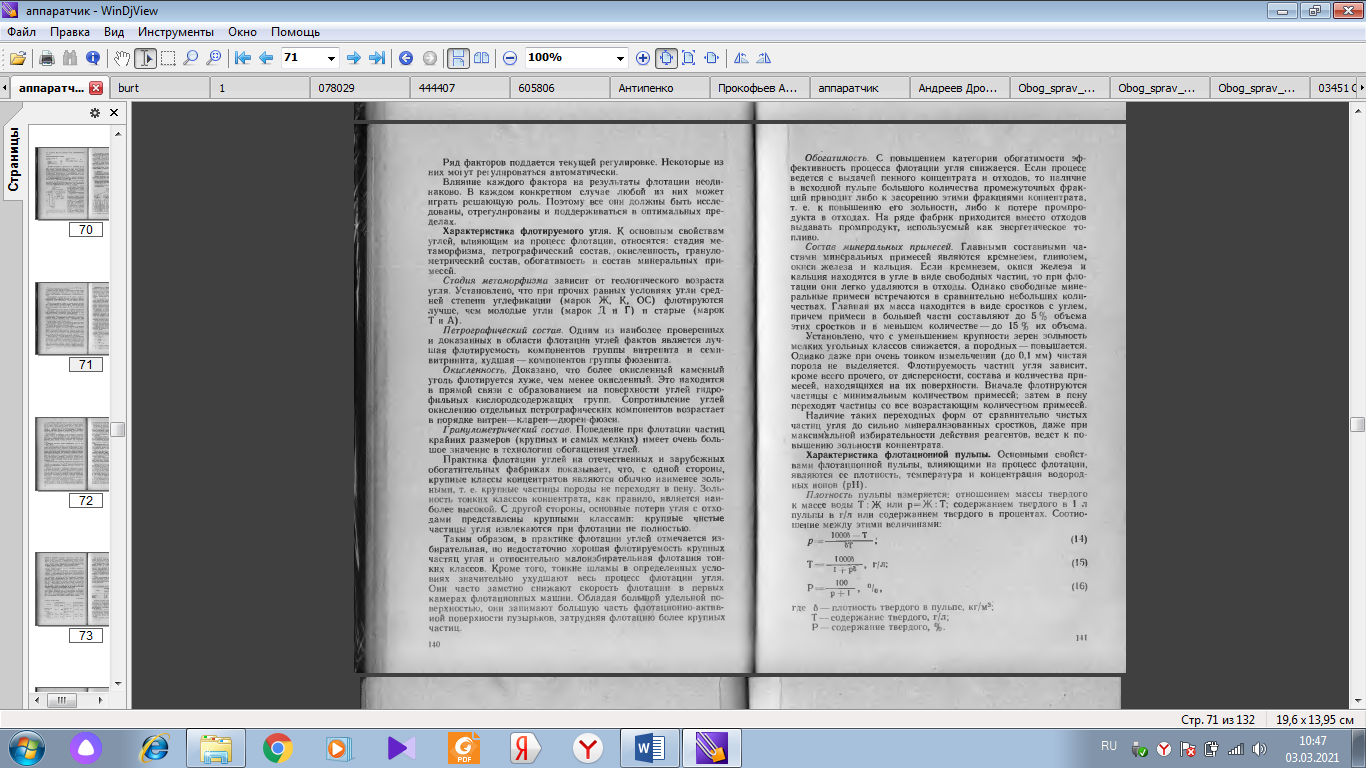 аппаратчик - WinDjView
Файл Правка Вид Инструменты Окно Помощь
71
100%
аппаратч...
burt
1
078029
444407
605806
Антипенко
Прокофьев А...
аппаратчик
Андреев Дро...
Obog_sprav_...
Obog_sprav_...
Obog_sprav_...
03451 C
Страницы
70
71
72
73
Ряд факторов поддается текущей регулировке. Некоторые из
них могут регулироваться автоматически.
Влияние каждого фактора на результаты флотации неоди-
наково. В каждом конкретном случае любой из них может
играть решающую роль. Поэтому все они должны быть иссле-
дованы, отрегулированы и поддерживаться в оптимальных пре-
делах.
Характеристика флотируемого угля. К основным свойствам
углей, влияющим на процесс флотации, относятся: стадия ме-
таморфизма, петрографический состав, окисленность, грануло-
метрический состав, обогатимость и состав минеральных при-
месей.
Стадия метаморфизма зависит от геологического возраста
угля. Установлено, что при прочих равных условиях угли сред-
ней степени углефикации (марок Ж, К, ОС) флотируются
лучше, чем молодые угли (марок Д и Г) и старые (марок
Т и А).
Петрографический состав. Одним из наиболее проверенных
и доказанных в области флотации углей фактов является луч-
шая флотируемость компонентов группы витренита и семи-
витринита, худшая — компонентов группы фюзенита.
Окисленность. Доказано, что более окисленный каменный
уголь флотируется хуже, чем менее окисленный. Это находится
в прямой связи с образованием на поверхности углей гидро-
фильных кислородсодержащих групп. Сопротивление углей
окислению отдельных петрографических компонентов возрастает
в порядке витрен—кларен—дюрен-фюзен.
Гранулометрический состав. Поведение при флотации частиц
крайних размеров (крупных и самых мелких) имеет очень боль-
шое значение в технологии обогащения углей.
Практика флотации углей на отечественных и зарубежных
обогатительных фабриках показывает, что, с одной стороны,
крупные классы концентратов являются обычно наименее золь-
ными, т. е. крупные частицы породы не переходят в пену. Золь-
ность тонких классов концентрата, как правило, является наи-
более высокой. С другой стороны, основные потери угля с отхо-
дами представлены крупными классами: крупные чистые
частицы угля извлекаются при флотации не полностью.
Таким образом, в практике флотации углей отмечается из-
бирательная, но недостаточно хорошая флотируемость крупных
частиц угля и относительно малоизбирательная флотация тон-
ких классов. Кроме того, тонкие шламы в определенных усло-
виях значительно ухудшают весь процесс флотации угля.
Они часто заметно снижают скорость флотации в первых
камерах флотационных машин. Обладая большой удельной по-
верхностью, они занимают большую часть флотационно-актив-
ной поверхности пузырьков, затрудняя флотацию более крупных
частиц.
140
Обогатимость. С повышением категории обогатимости эф-
фективность процесса флотации угля снижается. Если процесс
ведется с выдачей пенного концентрата и отходов, то наличие
в исходной пульпе большого количества промежуточных фрак-
ций приводит либо к засорению этими фракциями концентрата,
т. е. к повышению его зольности, либо к потере промпро-
дукта в отходах. На ряде фабрик приходится вместо отходов
выдавать промпродукт, используемый как энергетическое то-
пливо.
Состав минеральных примесей. Главными составными ча-
стями минеральных примесей являются кремнезем, глинозем,
окиси железа и кальция. Если кремнезем, окиси железа и
кальция находятся в угле в виде свободных частиц, то при фло-
тации они легко удаляются в отходы. Однако свободные мине-
ральные примеси встречаются в сравнительно небольших коли-
чествах. Главная их масса находится в виде сростков с углем,
причем примеси в большей части составляют до 5% объема
этих сростков и в меньшем количестве — до 15% их объема.
Установлено, что с уменьшением крупности зерен зольность
мелких угольных классов снижается, а породных — повышается.
Однако даже при очень тонком измельчении (до 0,1 мм) чистая
порода не выделяется. Флотируемость частиц угля зависит,
кроме всего прочего, от дисперсности, состава и количества при-
месей, находящихся на их поверхности. Вначале флотируются
частицы с минимальным количеством примесей; затем в пену
переходят частицы со все возрастающим количеством примесей.
Наличие таких переходных форм от сравнительно чистых
частиц угля до сильно минерализованных сростков, даже при
максимальной избирательности действия реагентов, ведет к по-
вышению зольности концентрата.
Характеристика флотационной пульпы. Основными свойст-
вами флотационной пульпы, влияющими на процесс флотации,
являются ее плотность, температура и концентрация водород-
ных ионов (pH).
Плотность пульпы измеряется: отношением массы твердого
к массе воды Т : Ж или р=Ж : Т; содержанием твердого в 1 л
пульпы в г/л или содержанием твердого в процентах. Соотно-
шение между этими величинами:
p = (1000δ — T) / δT ; (14)
T = 1000δ / (1 + pδ) , г/л; (15)
P = 100 / (p + 1) , %, (16)
где δ — плотность твердого в пульпе, кг/м³;
Т — содержание твердого, г/л;
Р — содержание твердого, %.
141
Стр. 71 из 132
19,6 x 13,95 см
PDF
RU
10:47
03.03.2021